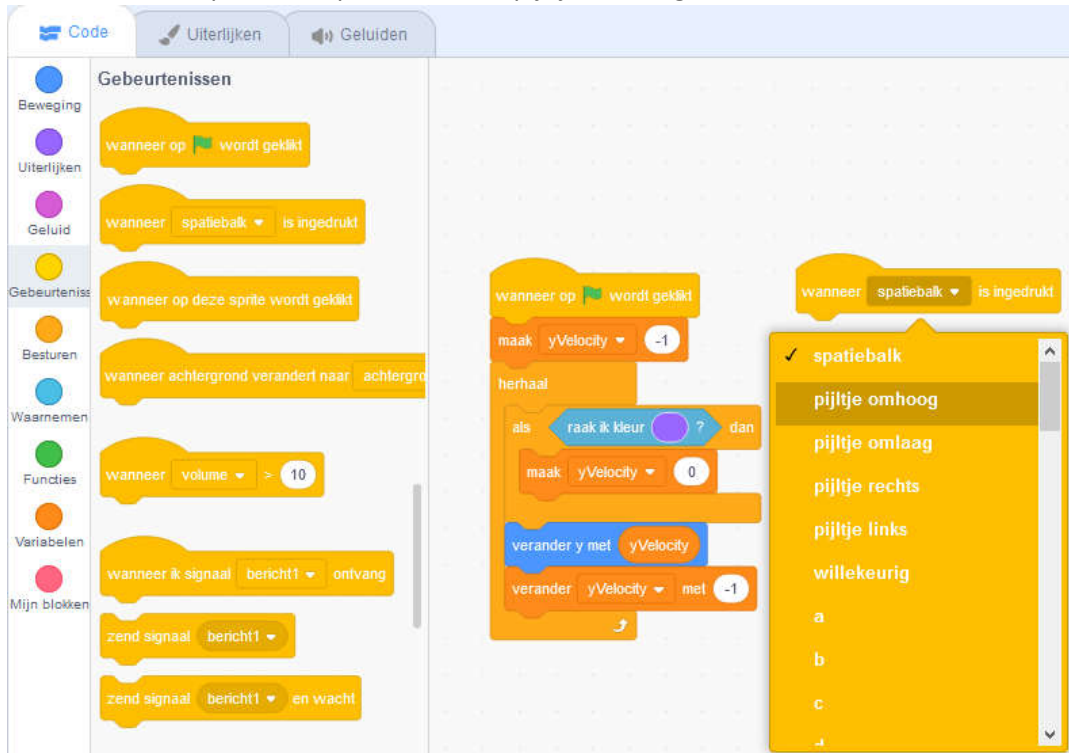 Code
Uiterlijken
Geluiden
Beweging
Uiterlijken
Geluid
Gebeurteniss
Besturen
Waarnemen
Functies
Variabelen
Mijn blokken
Gebeurtenissen
wanneer op wordt geklikt
wanneer spatiebalk is ingedrukt
wanneer op deze sprite wordt geklikt
wanneer achtergrond verandert naar achtergro
wanneer volume > 10
wanneer ik signaal bericht1 ontvang
zend signaal bericht1
zend signaal bericht1 en wacht
wanneer op wordt geklikt
maak yVelocity -1
herhaal
als raak ik kleur ? dan
maak yVelocity 0
verander y met yVelocity
verander yVelocity met -1
wanneer spatiebalk is ingedrukt
✓ spatiebalk
pijltje omhoog
pijltje omlaag
pijltje rechts
pijltje links
willekeurig
a
b
c